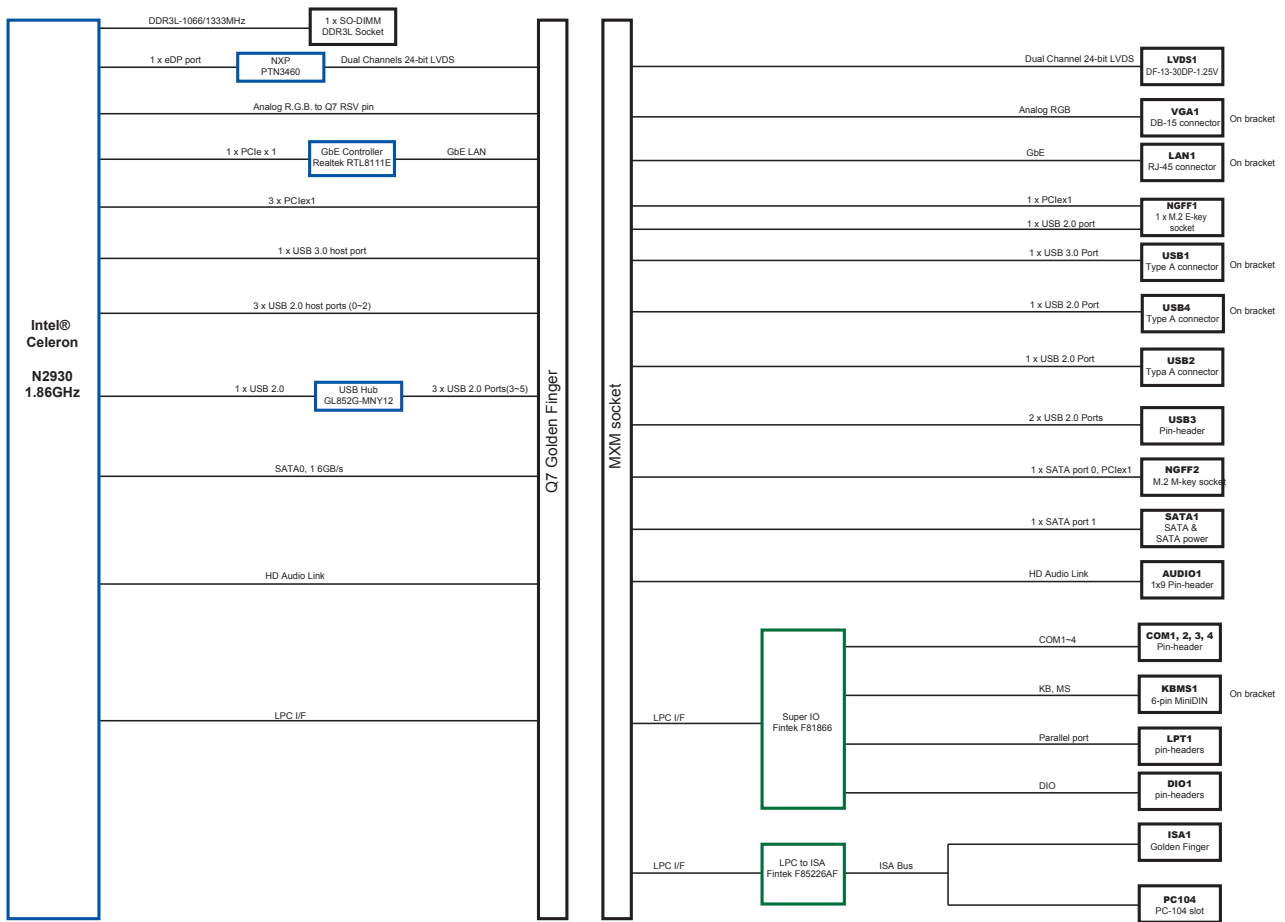 DDR3L-1066/1333MHz
1 x SO-DIMM
DDR3L Socket
1 x eDP port
NXP
PTN3460
Dual Channels 24-bit LVDS
Analog R.G.B. to Q7 RSV pin
1 x PCIe x 1
GbE Controller
Realtek RTL8111E
GbE LAN
3 x PCIex1
1 x USB 3.0 host port
3 x USB 2.0 host ports (0~2)
Intel®
Celeron
N2930
1.86GHz
1 x USB 2.0
USB Hub
GL852G-MNY12
3 x USB 2.0 Ports(3~5)
SATA0, 1 6GB/s
HD Audio Link
LPC I/F
Q7 Golden Finger
MXM socket
Dual Channel 24-bit LVDS
LVDS1
DF-13-30DP-1.25V
Analog RGB
VGA1
DB-15 connector
On bracket
GbE
LAN1
RJ-45 connector
On bracket
1 x PCIex1
1 x USB 2.0 port
NGFF1
1 x M.2 E-key
socket
1 x USB 3.0 Port
USB1
Type A connector
On bracket
1 x USB 2.0 Port
USB4
Type A connector
On bracket
1 x USB 2.0 Port
USB2
Typa A connector
2 x USB 2.0 Ports
USB3
Pin-header
1 x SATA port 0, PCIex1
NGFF2
M.2 M-key socket
1 x SATA port 1
SATA1
SATA &
SATA power
HD Audio Link
AUDIO1
1x9 Pin-header
LPC I/F
Super IO
Fintek F81866
COM1~4
COM1, 2, 3, 4
Pin-header
KB, MS
KBMS1
6-pin MiniDIN
On bracket
Parallel port
LPT1
pin-headers
DIO
DIO1
pin-headers
LPC I/F
LPC to ISA
Fintek F85226AF
ISA Bus
ISA1
Golden Finger
PC104
PC-104 slot